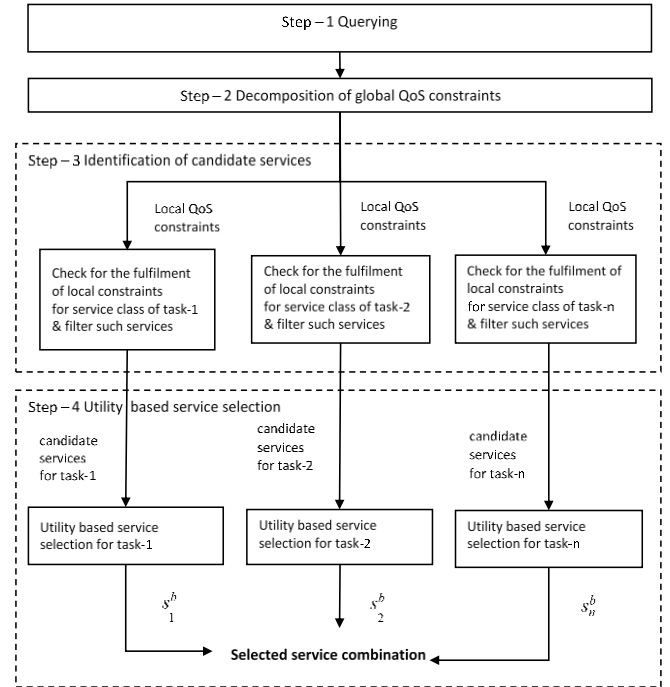 Step – 1 Querying
Step – 2 Decomposition of global QoS constraints
Step – 3 Identification of candidate services
Local QoS
constraints
Local QoS
constraints
Local QoS
constraints
Check for the fulfilment
of local constraints
for service class of task-1
& filter such services
Check for the fulfilment
of local constraints
for service class of task-2
& filter such services
Check for the fulfilment of
local constraints
for service class of task-n
& filter such services
Step – 4 Utility based service selection
candidate
services
for task-1
candidate
services
for task-2
candidate
services
for task-n
Utility based service
selection for task-1
Utility based service
selection for task-2
Utility based service
selection for task-n
s_1^b
s_2^b
s_n^b
Selected service combination